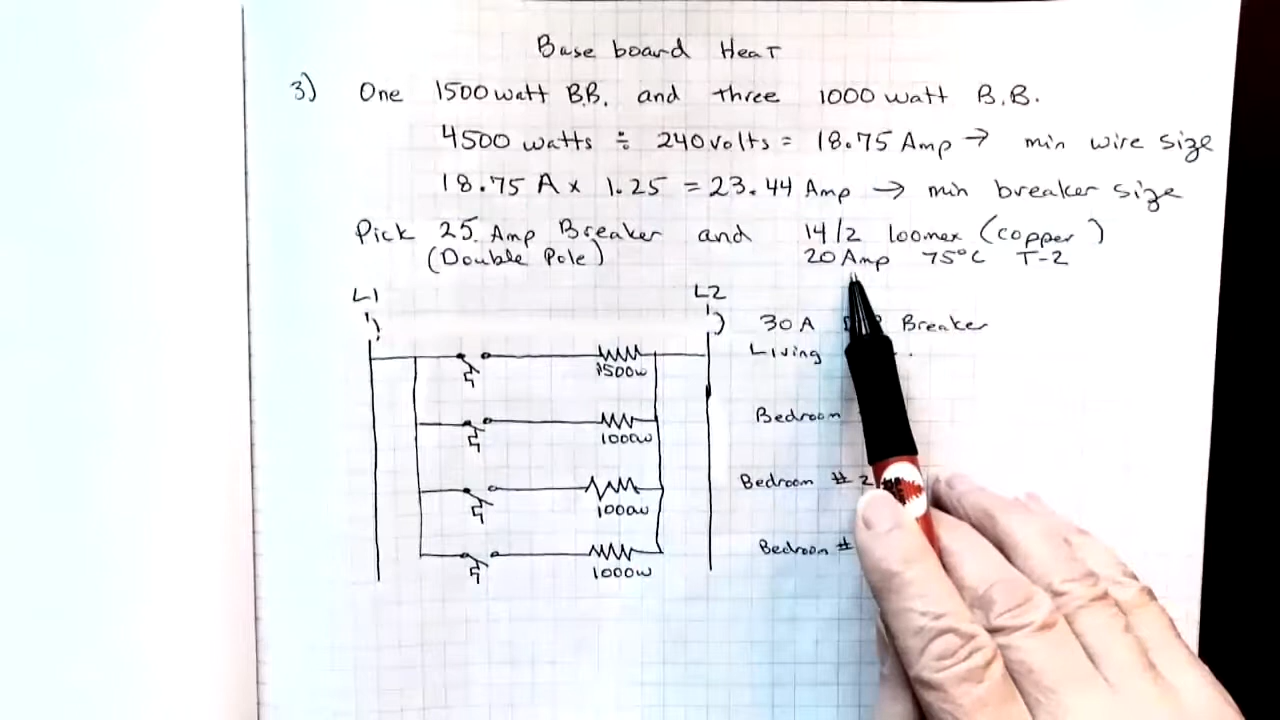 Base board Heat
3) One 1500 watt B.B. and three 1000 watt B.B.
4500 watts ÷ 240 volts = 18.75 Amp → min wire size
18.75 A x 1.25 = 23.44 Amp → min breaker size
Pick 25 Amp Breaker and 14/2 loomex (copper)
(Double Pole) 20 Amp 75°C T-2
L1 L2
30 A Breaker
Living
1500w
Bedroom
1000w
Bedroom # 2
1000w
Bedroom #
1000w